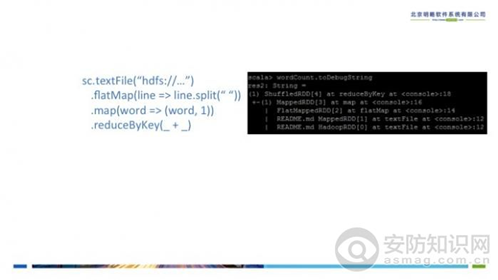 北京明略软件系统有限公司
sc.textFile(“hdfs://…”)
.flatMap(line => line.split(“ “))
.map(word => (word, 1))
.reduceByKey(_ + _)
scala> wordCount.toDebugString
res2: String =
(1) ShuffledRDD[4] at reduceByKey at <console>:18
+-(1) MappedRDD[3] at map at <console>:16
| FlatMappedRDD[2] at flatMap at <console>:14
| README.md MappedRDD[1] at textFile at <console>:12
| README.md HadoopRDD[0] at textFile at <console>:12
安防知识网
asmag.com.cn